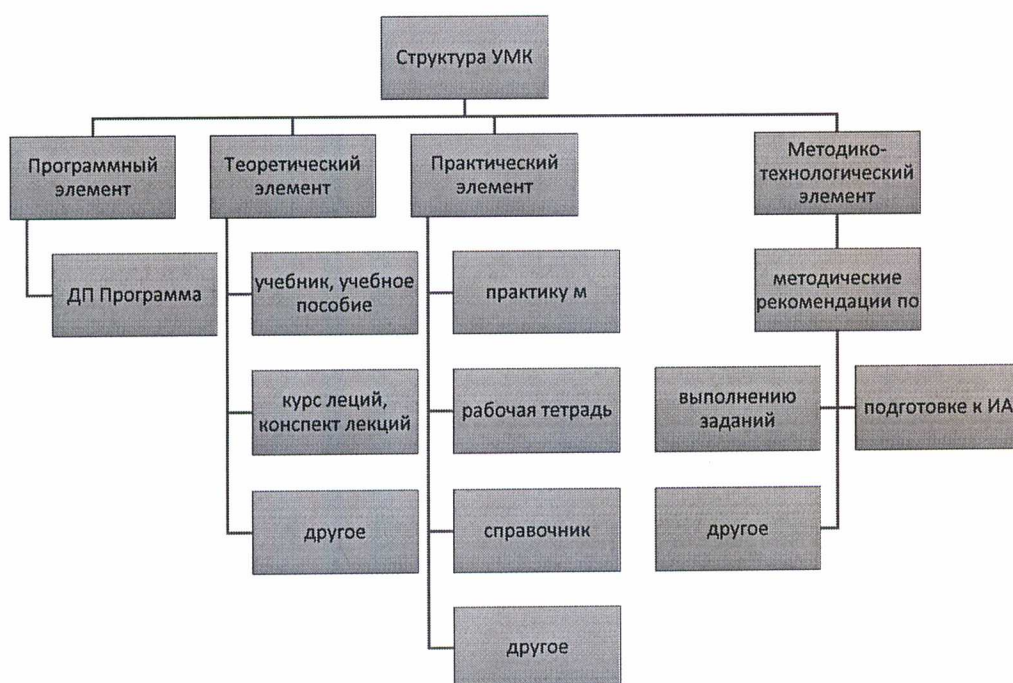 Структура УМК
Программный
элемент
Теоретический
элемент
Практический
элемент
Методико-
технологический
элемент
ДП Программа
учебник, учебное
пособие
практику м
методические
рекомендации по
курс леций,
конспект лекций
рабочая тетрадь
выполнению
заданий
подготовке к ИА
другое
справочник
другое
другое